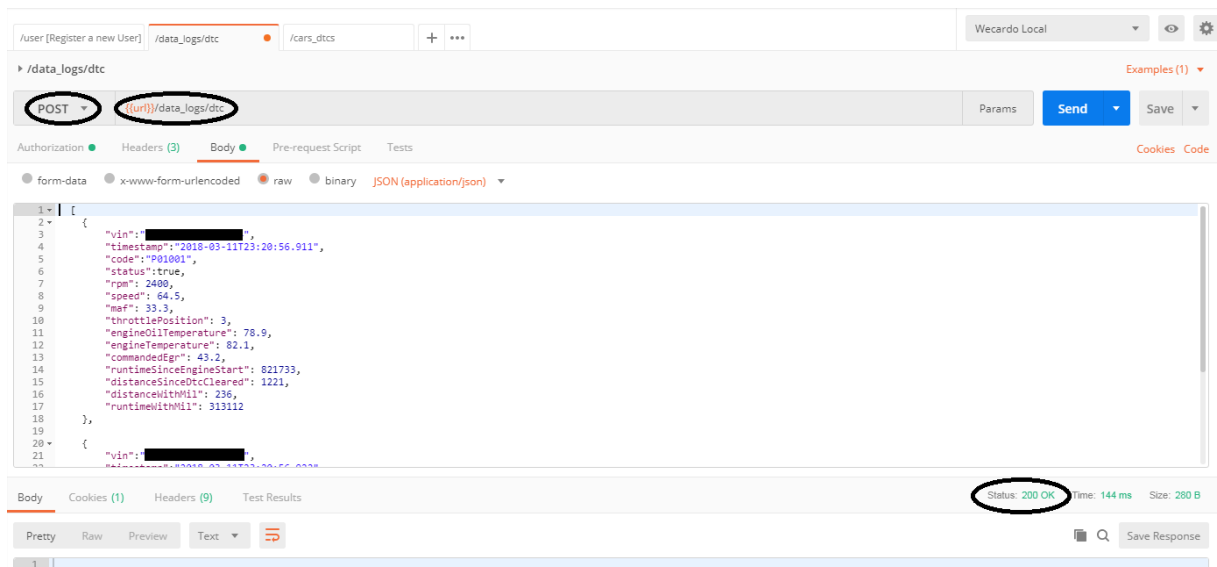 /user [Register a new User] /data_logs/dtc /cars_dtcs + ••• Wecardo Local
/data_logs/dtc Examples (1)
POST {{url}}/data_logs/dtc Params Send Save
Authorization Headers (3) Body Pre-request Script Tests Cookies Code
form-data x-www-form-urlencoded raw binary JSON (application/json)
1 [
2 {
3 "vin":"",
4 "timestamp":"2018-03-11T23:20:56.911",
5 "code":"P01001",
6 "status":true,
7 "rpm": 2400,
8 "speed": 64.5,
9 "maf": 33.3,
10 "throttlePosition": 3,
11 "engineOilTemperature": 78.9,
12 "engineTemperature": 82.1,
13 "commandedEgr": 43.2,
14 "runtimeSinceEngineStart": 821733,
15 "distanceSinceDtcCleared": 1221,
16 "distanceWithMil": 236,
17 "runtimeWithMil": 313112
18 },
19
20 {
21 "vin":"",
Body Cookies (1) Headers (9) Test Results Status: 200 OK Time: 144 ms Size: 280 B
Pretty Raw Preview Text Save Response
1